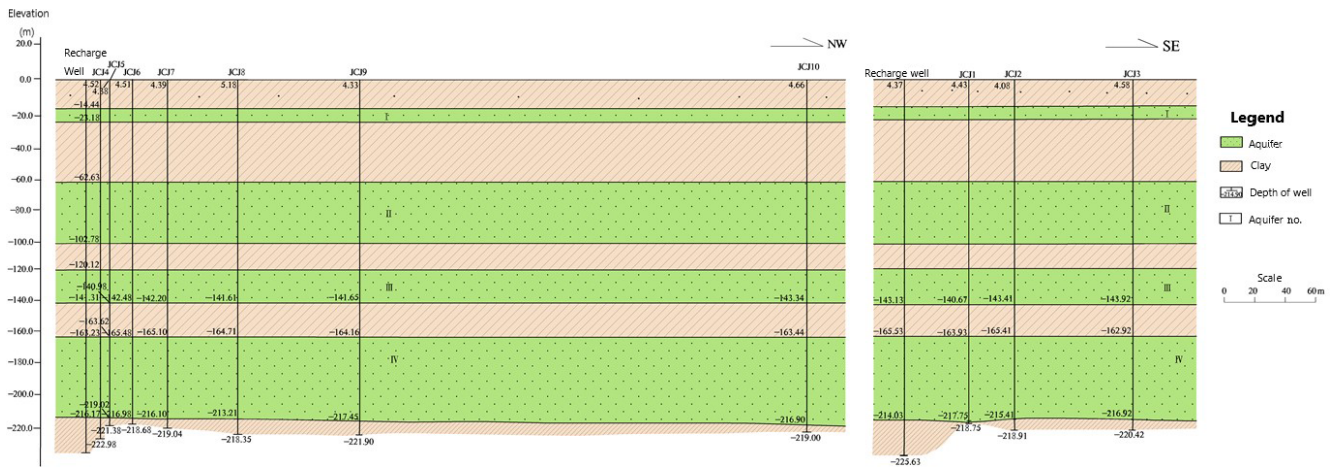 Elevation
(m)
20.0
0.0
−20.0
−40.0
−60.0
−80.0
−100.0
−120.0
−140.0
−160.0
−180.0
−200.0
−220.0
NW
SE
Recharge
Well
JCJ4
JCJ5
JCJ6
JCJ7
JCJ8
JCJ9
JCJ10
4.52
4.38
4.51
4.39
5.18
4.33
4.66
−14.44
−23.18
I
−62.63
II
−102.78
−120.12
III
−140.98
−141.31
−142.48
−142.20
−141.61
−141.65
−143.34
−163.62
−163.23
−165.48
−165.10
−164.71
−164.16
−163.44
IV
−219.02
−216.17
−216.98
−216.10
−213.21
−217.45
−216.90
−221.38
−218.68
−219.04
−218.35
−221.90
−219.00
−222.98
Recharge well
JCJ1
JCJ2
JCJ3
4.37
4.43
4.08
4.58
I
II
III
−143.13
−140.67
−143.41
−143.92
−165.53
−163.93
−165.41
−162.92
IV
−214.03
−217.75
−215.41
−216.92
−218.75
−218.91
−220.42
−225.63
Legend
Aquifer
Clay
Depth of well
I
Aquifer no.
Scale
0 20 40 60m